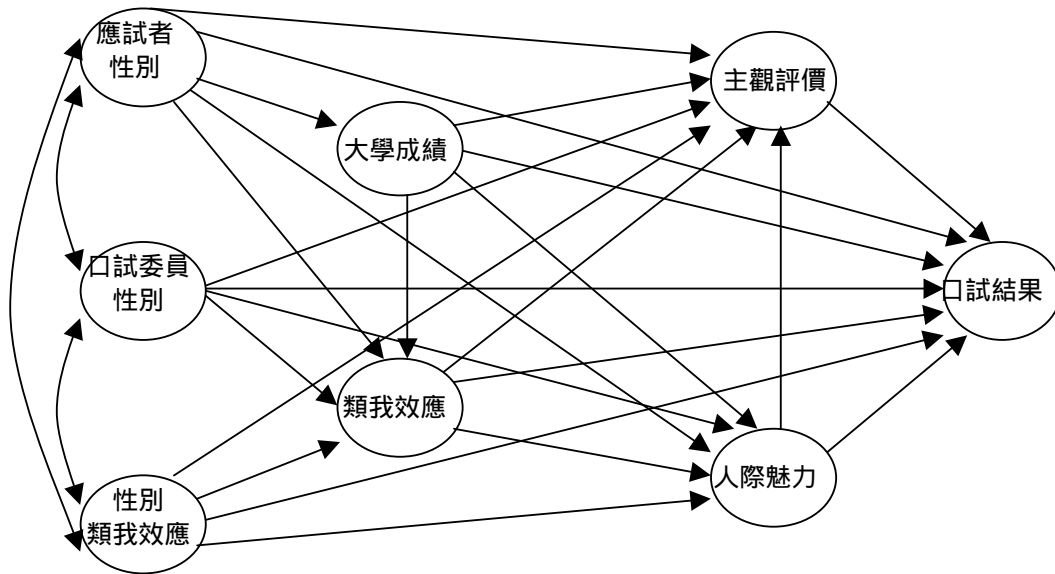 應試者
性別
主觀評價
大學成績
口試委員
性別
口試結果
類我效應
人際魅力
性別
類我效應